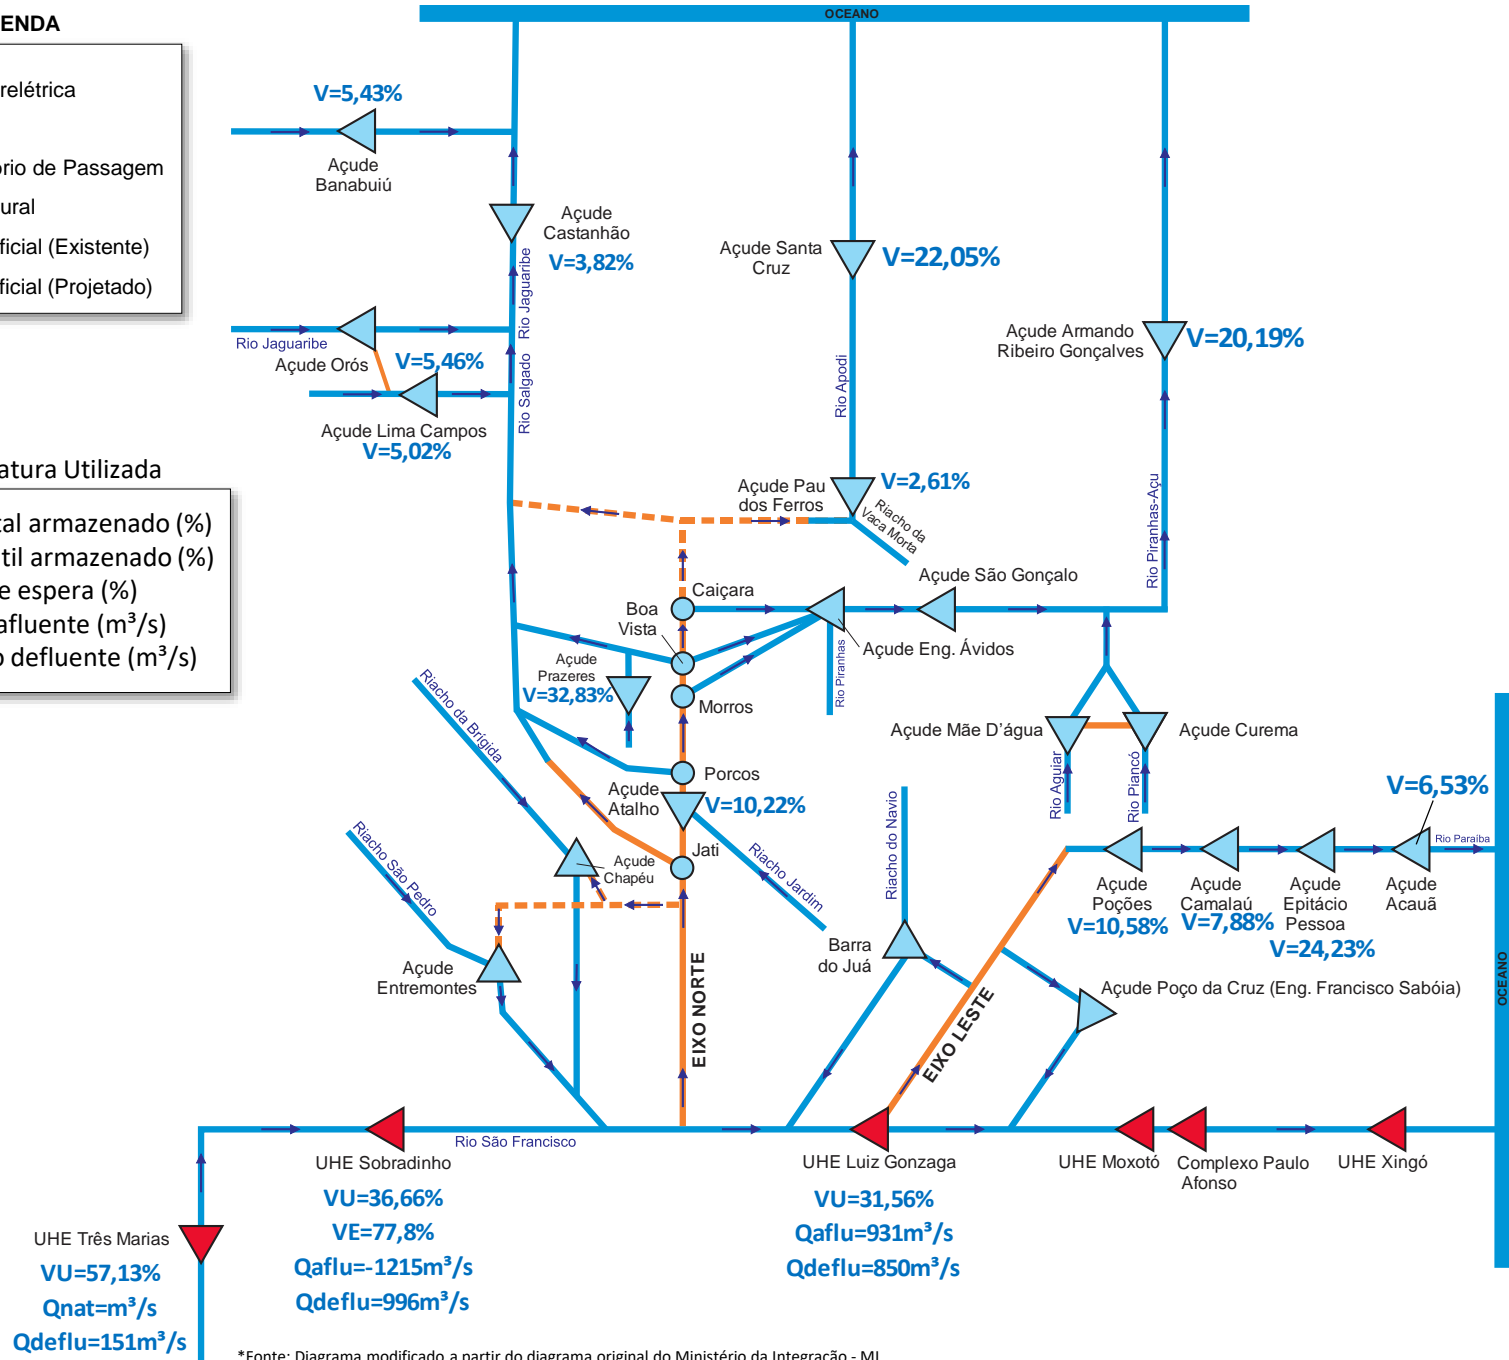 OCEANO
ENDA
relétrica
ório de Passagem
ural
ficial (Existente)
ficial (Projetado)
V=5,43%
Açude
Banabuiú
Açude
Castanhão
V=3,82%
Rio Jaguaribe
Açude Santa
Cruz
V=22,05%
Açude Armando
Ribeiro Gonçalves
V=20,19%
Rio Jaguaribe
Açude Orós
V=5,46%
Rio Salgado
Açude Lima Campos
V=5,02%
Rio Apodi
atura Utilizada
tal armazenado (%)
til armazenado (%)
e espera (%)
afluente (m³/s)
o defluente (m³/s)
Açude Pau
dos Ferros
V=2,61%
Riacho da
Vaca Morta
Rio Piranhas-Açu
Caiçara
Boa
Vista
Açude São Gonçalo
Açude Eng. Ávidos
Rio Piranhas
Açude
Prazeres
V=32,83%
Morros
Riacho da Brígida
Açude Mãe D'água
Açude Curema
Rio Aguiar
Rio Piancó
Porcos
Açude
Atalho
V=10,22%
Jati
Açude
Chapéu
Riacho São Pedro
Riacho Jardim
Riacho do Navio
V=6,53%
Rio Paraiba
Açude
Poções
V=10,58%
Açude
Camalaú
V=7,88%
Açude
Epitácio
Pessoa
V=24,23%
Açude
Acauã
Barra
do Juá
Açude
Entremontes
EIXO NORTE
EIXO LESTE
Açude Poço da Cruz (Eng. Francisco Sabóia)
OCEANO
Rio São Francisco
UHE Sobradinho
VU=36,66%
VE=77,8%
Qaflu=-1215m³/s
Qdeflu=996m³/s
UHE Luiz Gonzaga
VU=31,56%
Qaflu=931m³/s
Qdeflu=850m³/s
UHE Moxotó
Complexo Paulo
Afonso
UHE Xingó
UHE Três Marias
VU=57,13%
Qnat=m³/s
Qdeflu=151m³/s
*Fonte: Diagrama modificado a partir do diagrama original do Ministério da Integração - MI